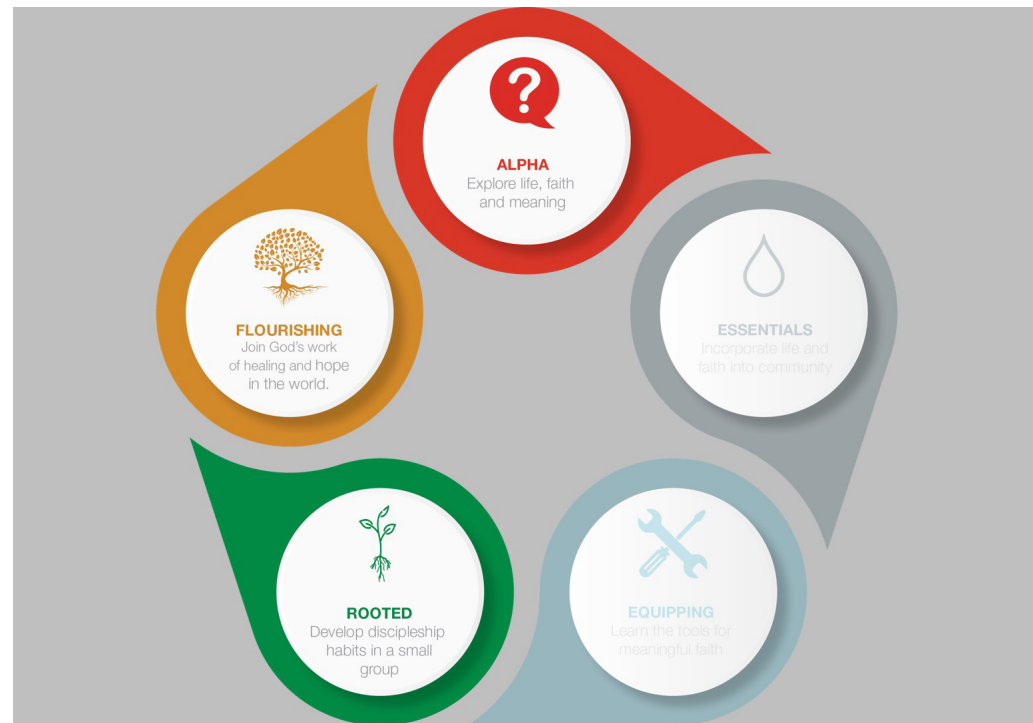 ?
ALPHA
Explore life, faith
and meaning
ESSENTIALS
Incorporate life and
faith into community
EQUIPPING
Learn the tools for
meaningful faith
ROOTED
Develop discipleship
habits in a small
group
FLOURISHING
Join God's work
of healing and hope
in the world.